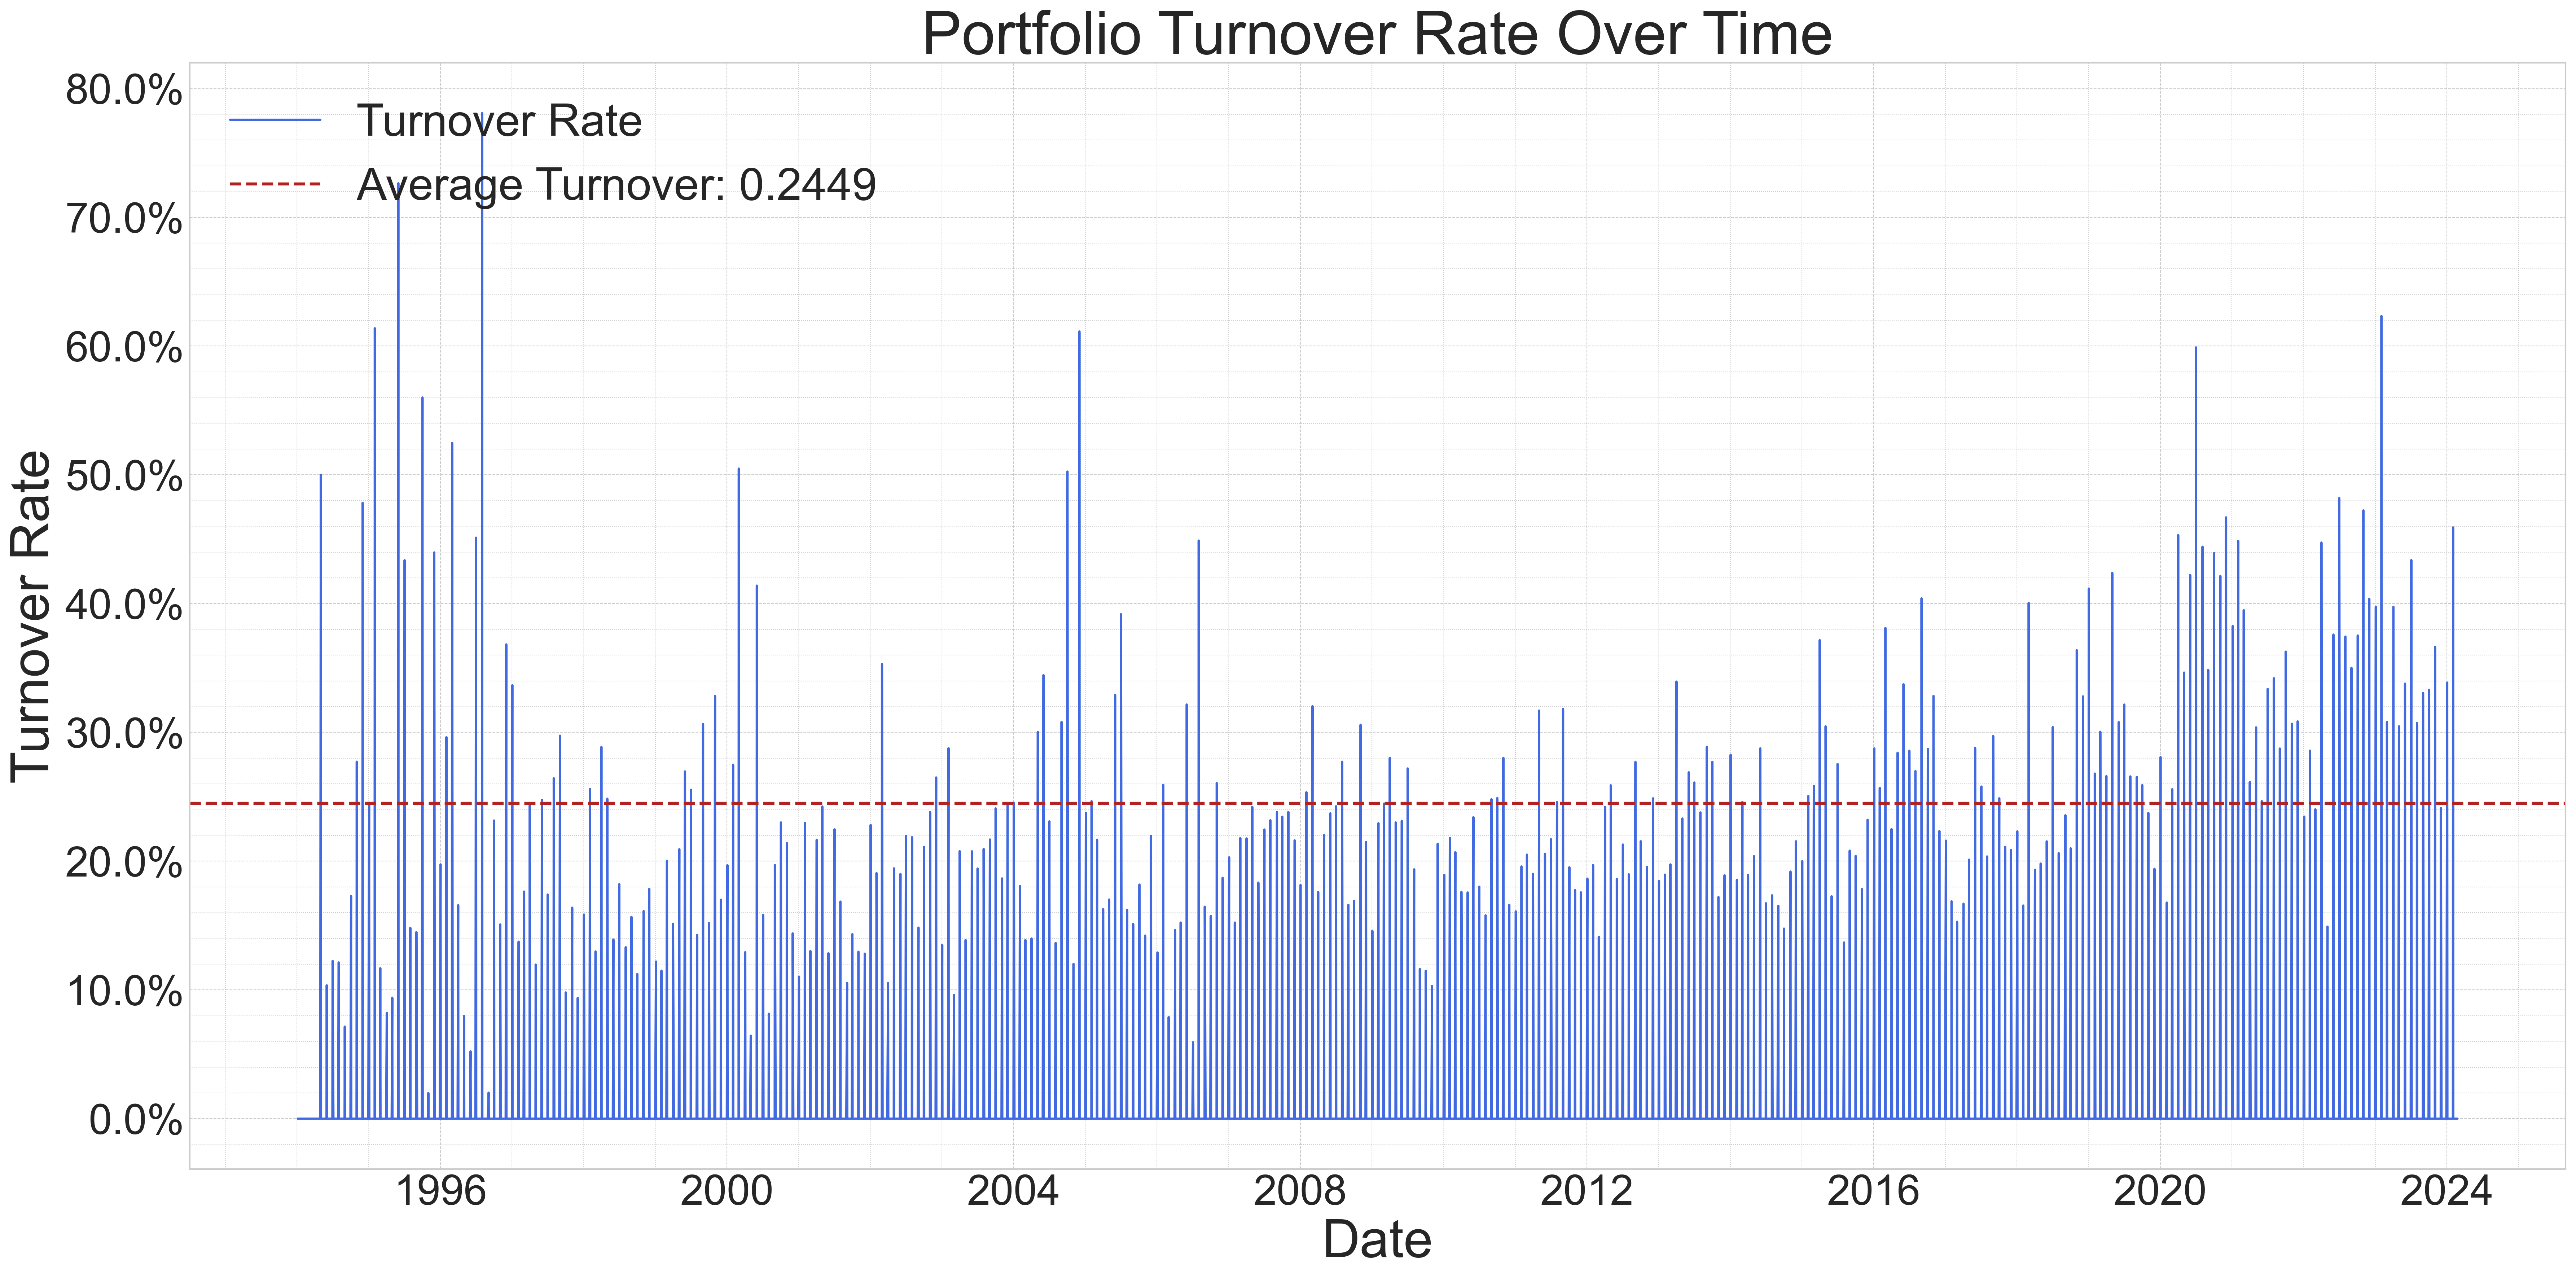 Portfolio Turnover Rate Over Time
80.0%
70.0%
60.0%
50.0%
40.0%
30.0%
20.0%
10.0%
0.0%
Turnover Rate
Turnover Rate
Average Turnover: 0.2449
1996 2000 2004 2008 2012 2016 2020 2024
Date